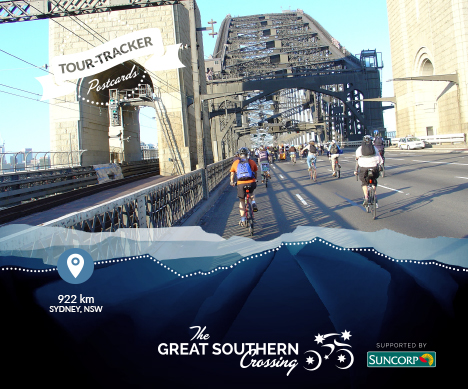 TOUR-TRACKER
Postcards
922 km
SYDNEY, NSW
The
GREAT SOUTHERN
Crossing
SUPPORTED BY
SUNCORP